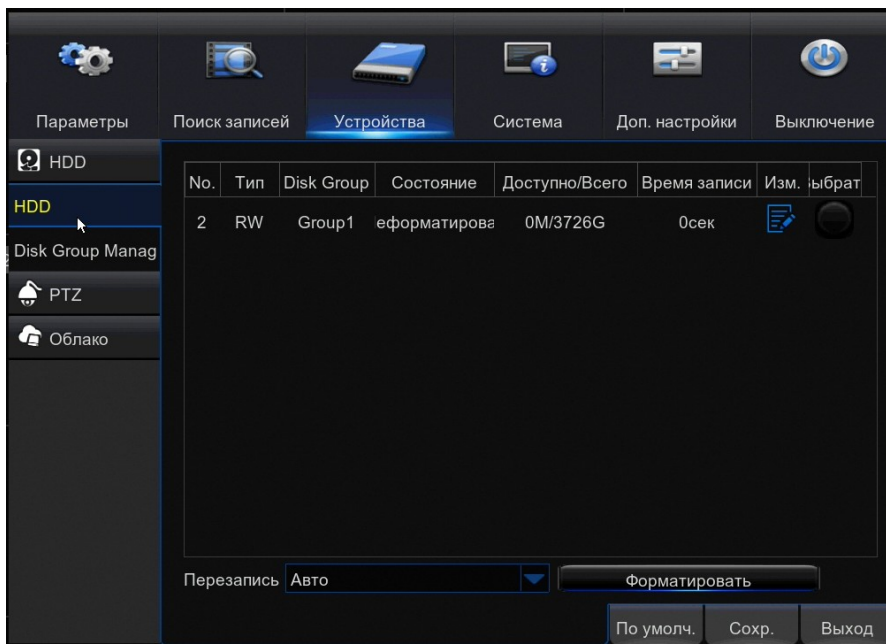 Параметры Поиск записей Устройства Система Доп. настройки Выключение
HDD
HDD
Disk Group Manag
PTZ
Облако
No. Тип Disk Group Состояние Доступно/Всего Время записи Изм. ыбрат
2 RW Group1 еформатирова 0M/3726G 0сек
Перезапись Авто Форматировать
По умолч. Сохр. Выход